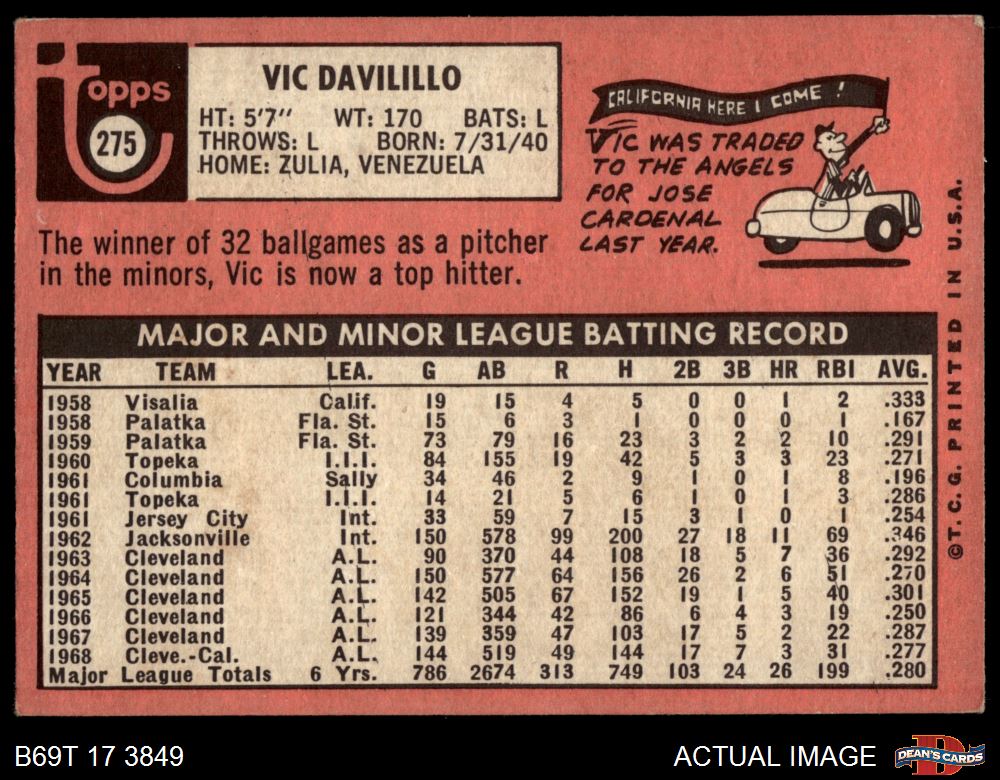 topps
275
VIC DAVILILLO
HT: 5'7" WT: 170 BATS: L
THROWS: L BORN: 7/31/40
HOME: ZULIA, VENEZUELA
CALIFORNIA HERE I COME !
VIC WAS TRADED
TO THE ANGELS
FOR JOSE
CARDENAL
LAST YEAR.
The winner of 32 ballgames as a pitcher
in the minors, Vic is now a top hitter.
MAJOR AND MINOR LEAGUE BATTING RECORD
YEAR TEAM LEA. G AB R H 2B 3B HR RBI AVG.
1958 Visalia Calif. 19 15 4 5 0 0 1 2 .333
1958 Palatka Fla. St. 15 6 3 1 0 0 0 1 .167
1959 Palatka Fla. St. 73 79 16 23 3 2 2 10 .291
1960 Topeka I.I.I. 84 155 19 42 5 3 3 23 .271
1961 Columbia Sally 34 46 2 9 1 0 1 8 .196
1961 Topeka I.I.I. 14 21 5 6 1 0 1 3 .286
1961 Jersey City Int. 33 59 7 15 3 1 0 1 .254
1962 Jacksonville Int. 150 578 99 200 27 18 11 69 .346
1963 Cleveland A.L. 90 370 44 108 18 5 7 36 .292
1964 Cleveland A.L. 150 577 64 156 26 2 6 51 .270
1965 Cleveland A.L. 142 505 67 152 19 1 5 40 .301
1966 Cleveland A.L. 121 344 42 86 6 4 3 19 .250
1967 Cleveland A.L. 139 359 47 103 17 5 2 22 .287
1968 Cleve.-Cal. A.L. 144 519 49 144 17 7 3 31 .277
Major League Totals 6 Yrs. 786 2674 313 749 103 24 26 199 .280
©T.C.G. PRINTED IN U.S.A.
B69T 17 3849
ACTUAL IMAGE
D
DEAN'S CARDS